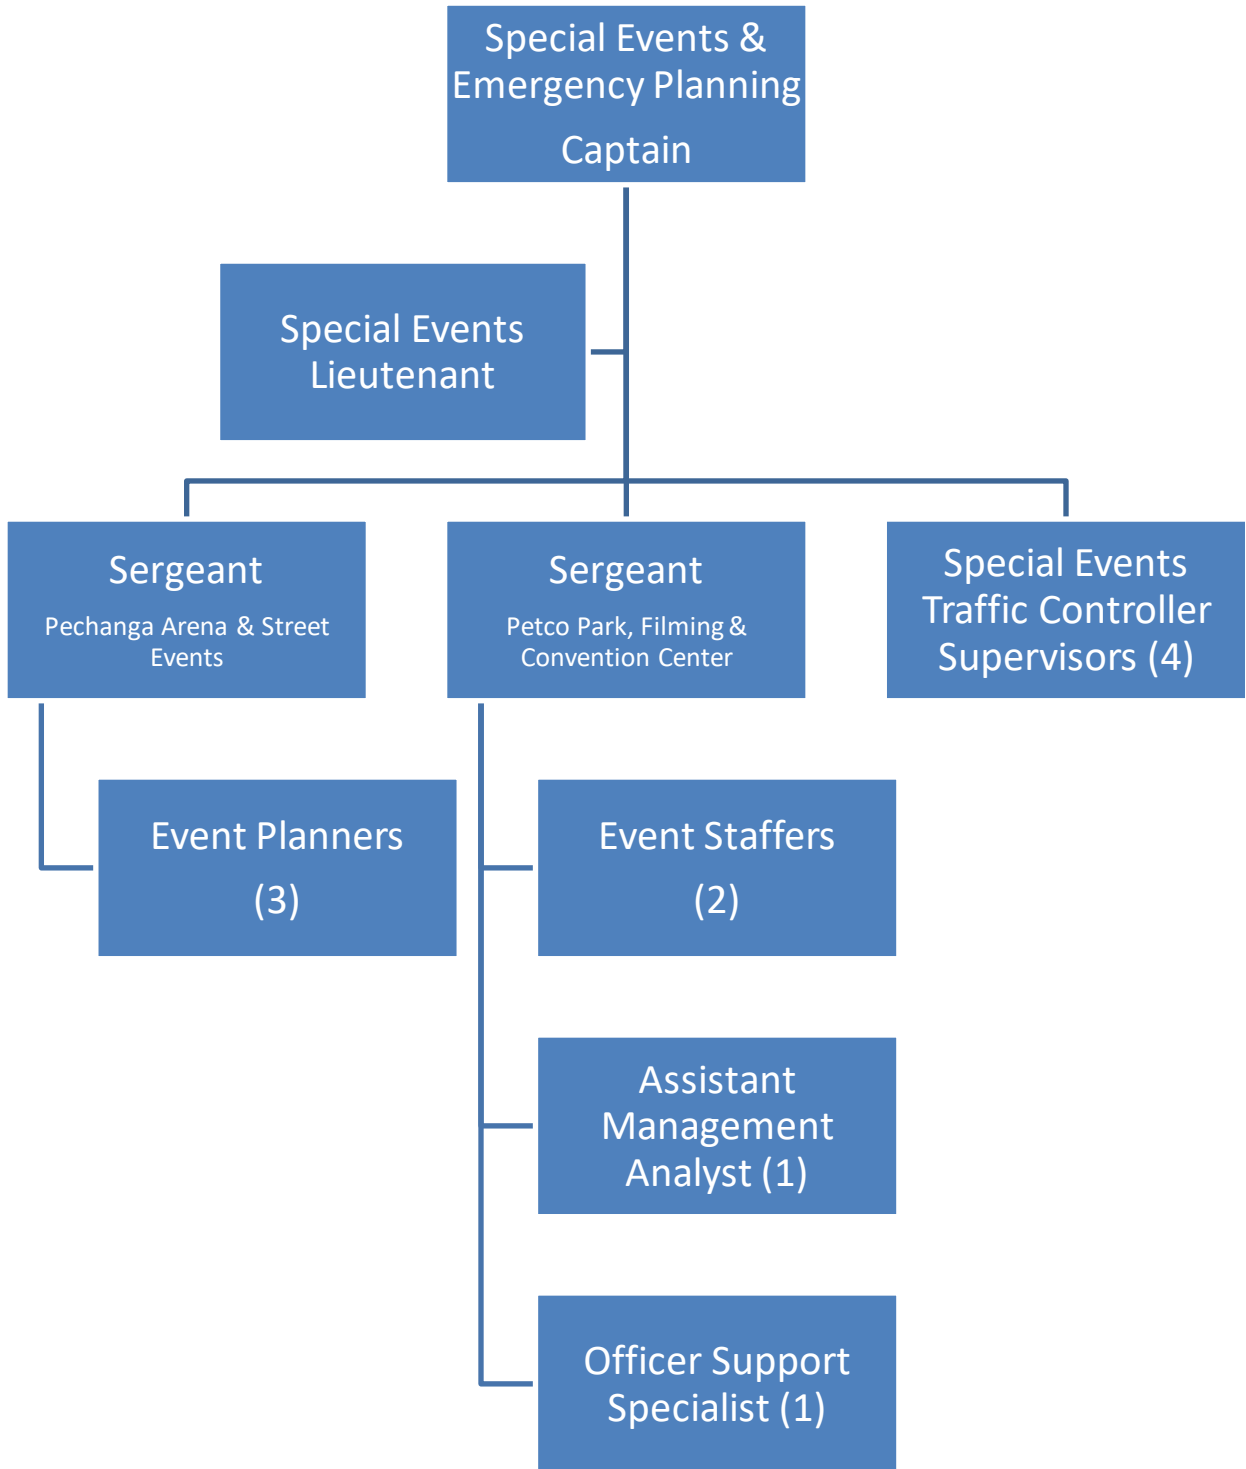 Special Events &
Emergency Planning
Captain
Special Events
Lieutenant
Sergeant
Pechanga Arena & Street
Events
Sergeant
Petco Park, Filming &
Convention Center
Special Events
Traffic Controller
Supervisors (4)
Event Planners
(3)
Event Staffers
(2)
Assistant
Management
Analyst (1)
Officer Support
Specialist (1)